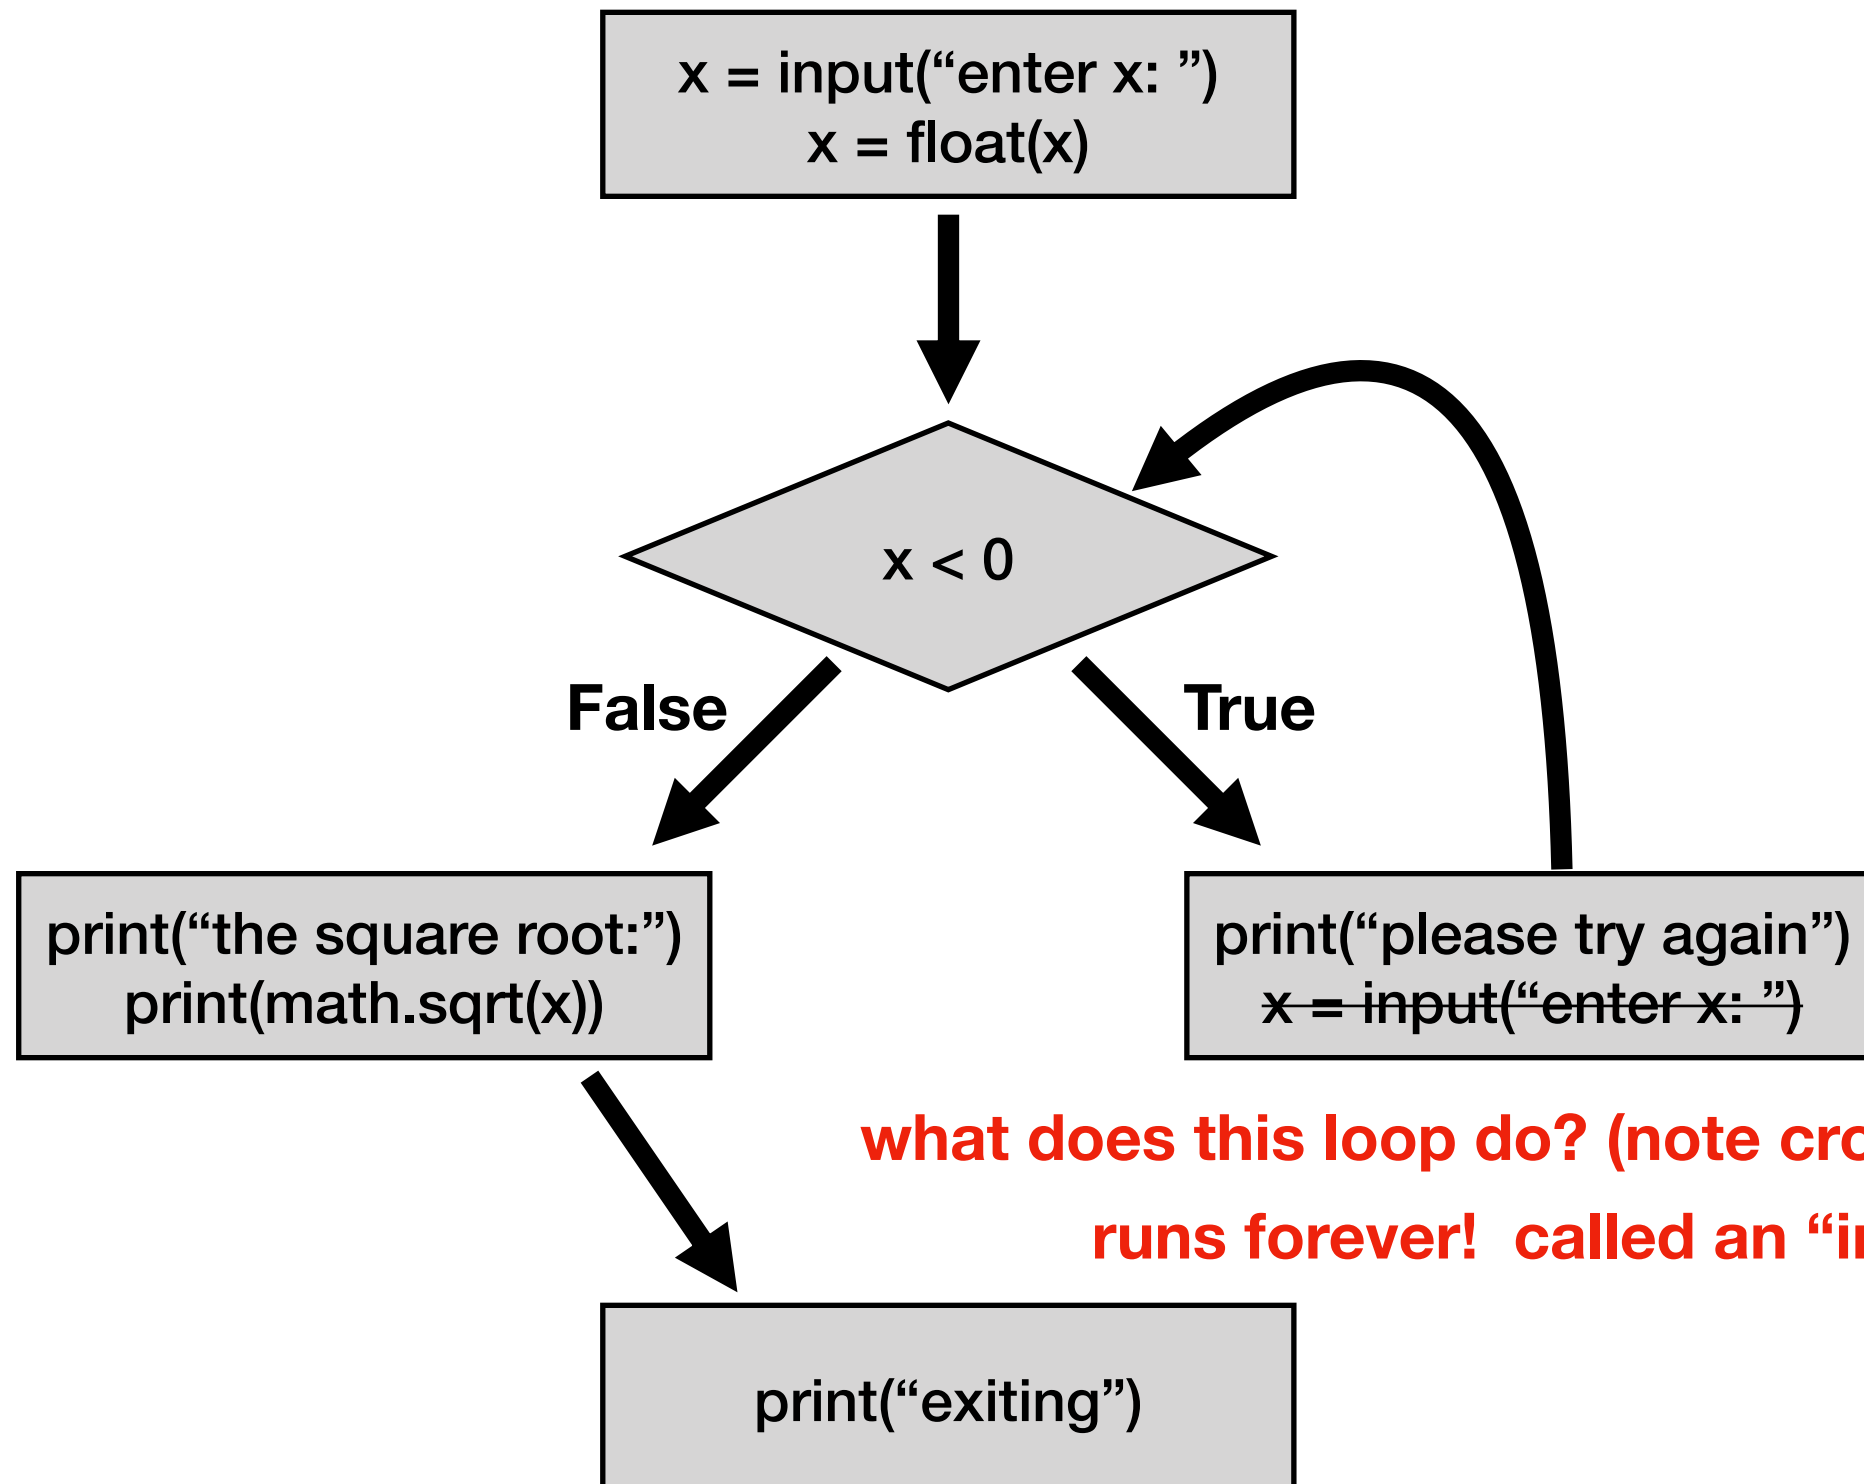 x = input(“enter x: ”)
x = float(x)
x < 0
False
True
print(“the square root:”)
print(math.sqrt(x))
print(“please try again”)
x = input(“enter x: ”)
what does this loop do? (note
runs forever!  called an
print(“exiting”)